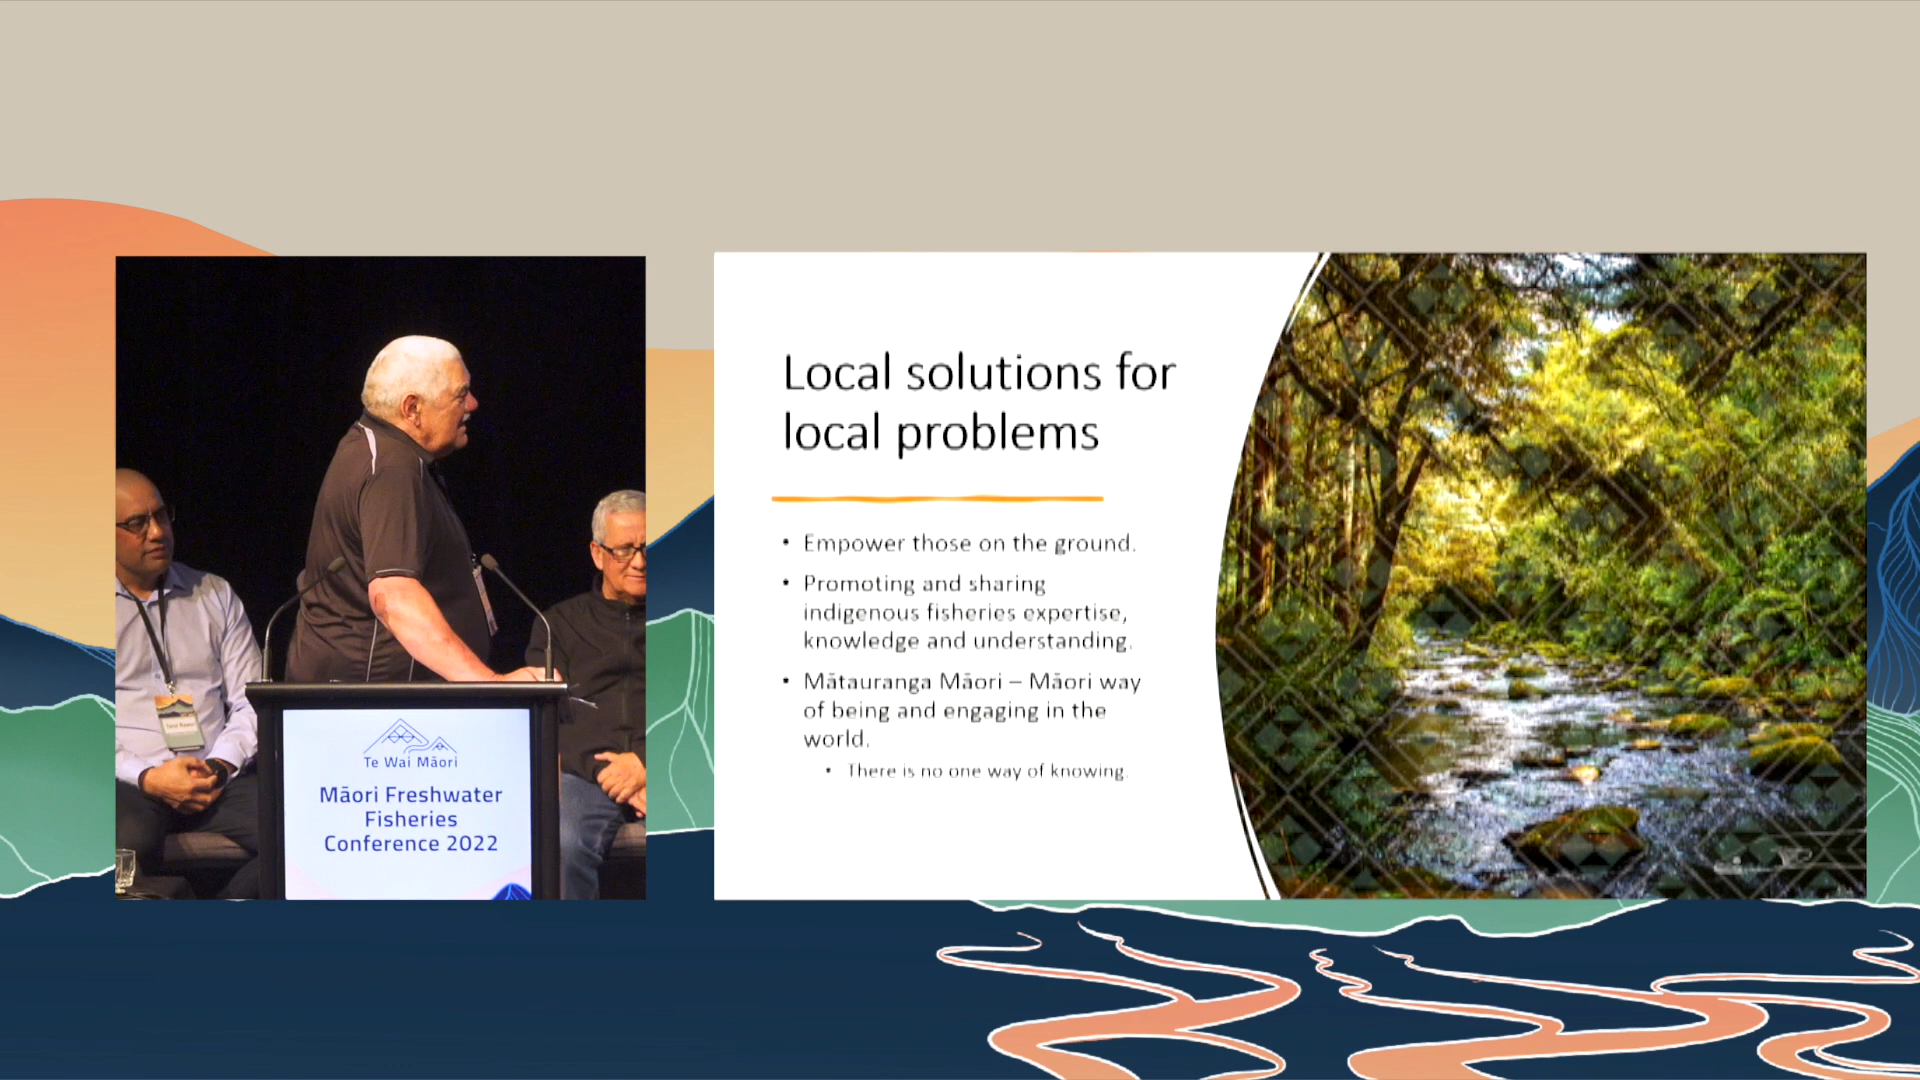 Te Wai Māori
Māori Freshwater
Fisheries
Conference 2022
Local solutions for
local problems
• Empower those on the ground.
• Promoting and sharing
indigenous fisheries expertise,
knowledge and understanding.
• Mātauranga Māori – Māori way
of being and engaging in the
world.
• There is no one way of knowing.